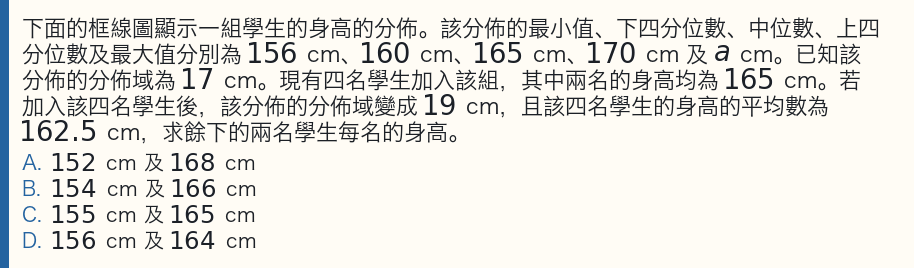 下面的框線圖顯示一組學生的身高的分佈。該分佈的最小值、下四分位數、中位數、上四
分位數及最大值分別為 156 cm、160 cm、165 cm、170 cm 及 a cm。已知該
分佈的分佈域為 17 cm。現有四名學生加入該組，其中兩名的身高均為 165 cm。若
加入該四名學生後，該分佈的分佈域變成 19 cm，且該四名學生的身高的平均數為
162.5 cm，求餘下的兩名學生每名的身高。
A. 152 cm 及 168 cm
B. 154 cm 及 166 cm
C. 155 cm 及 165 cm
D. 156 cm 及 164 cm